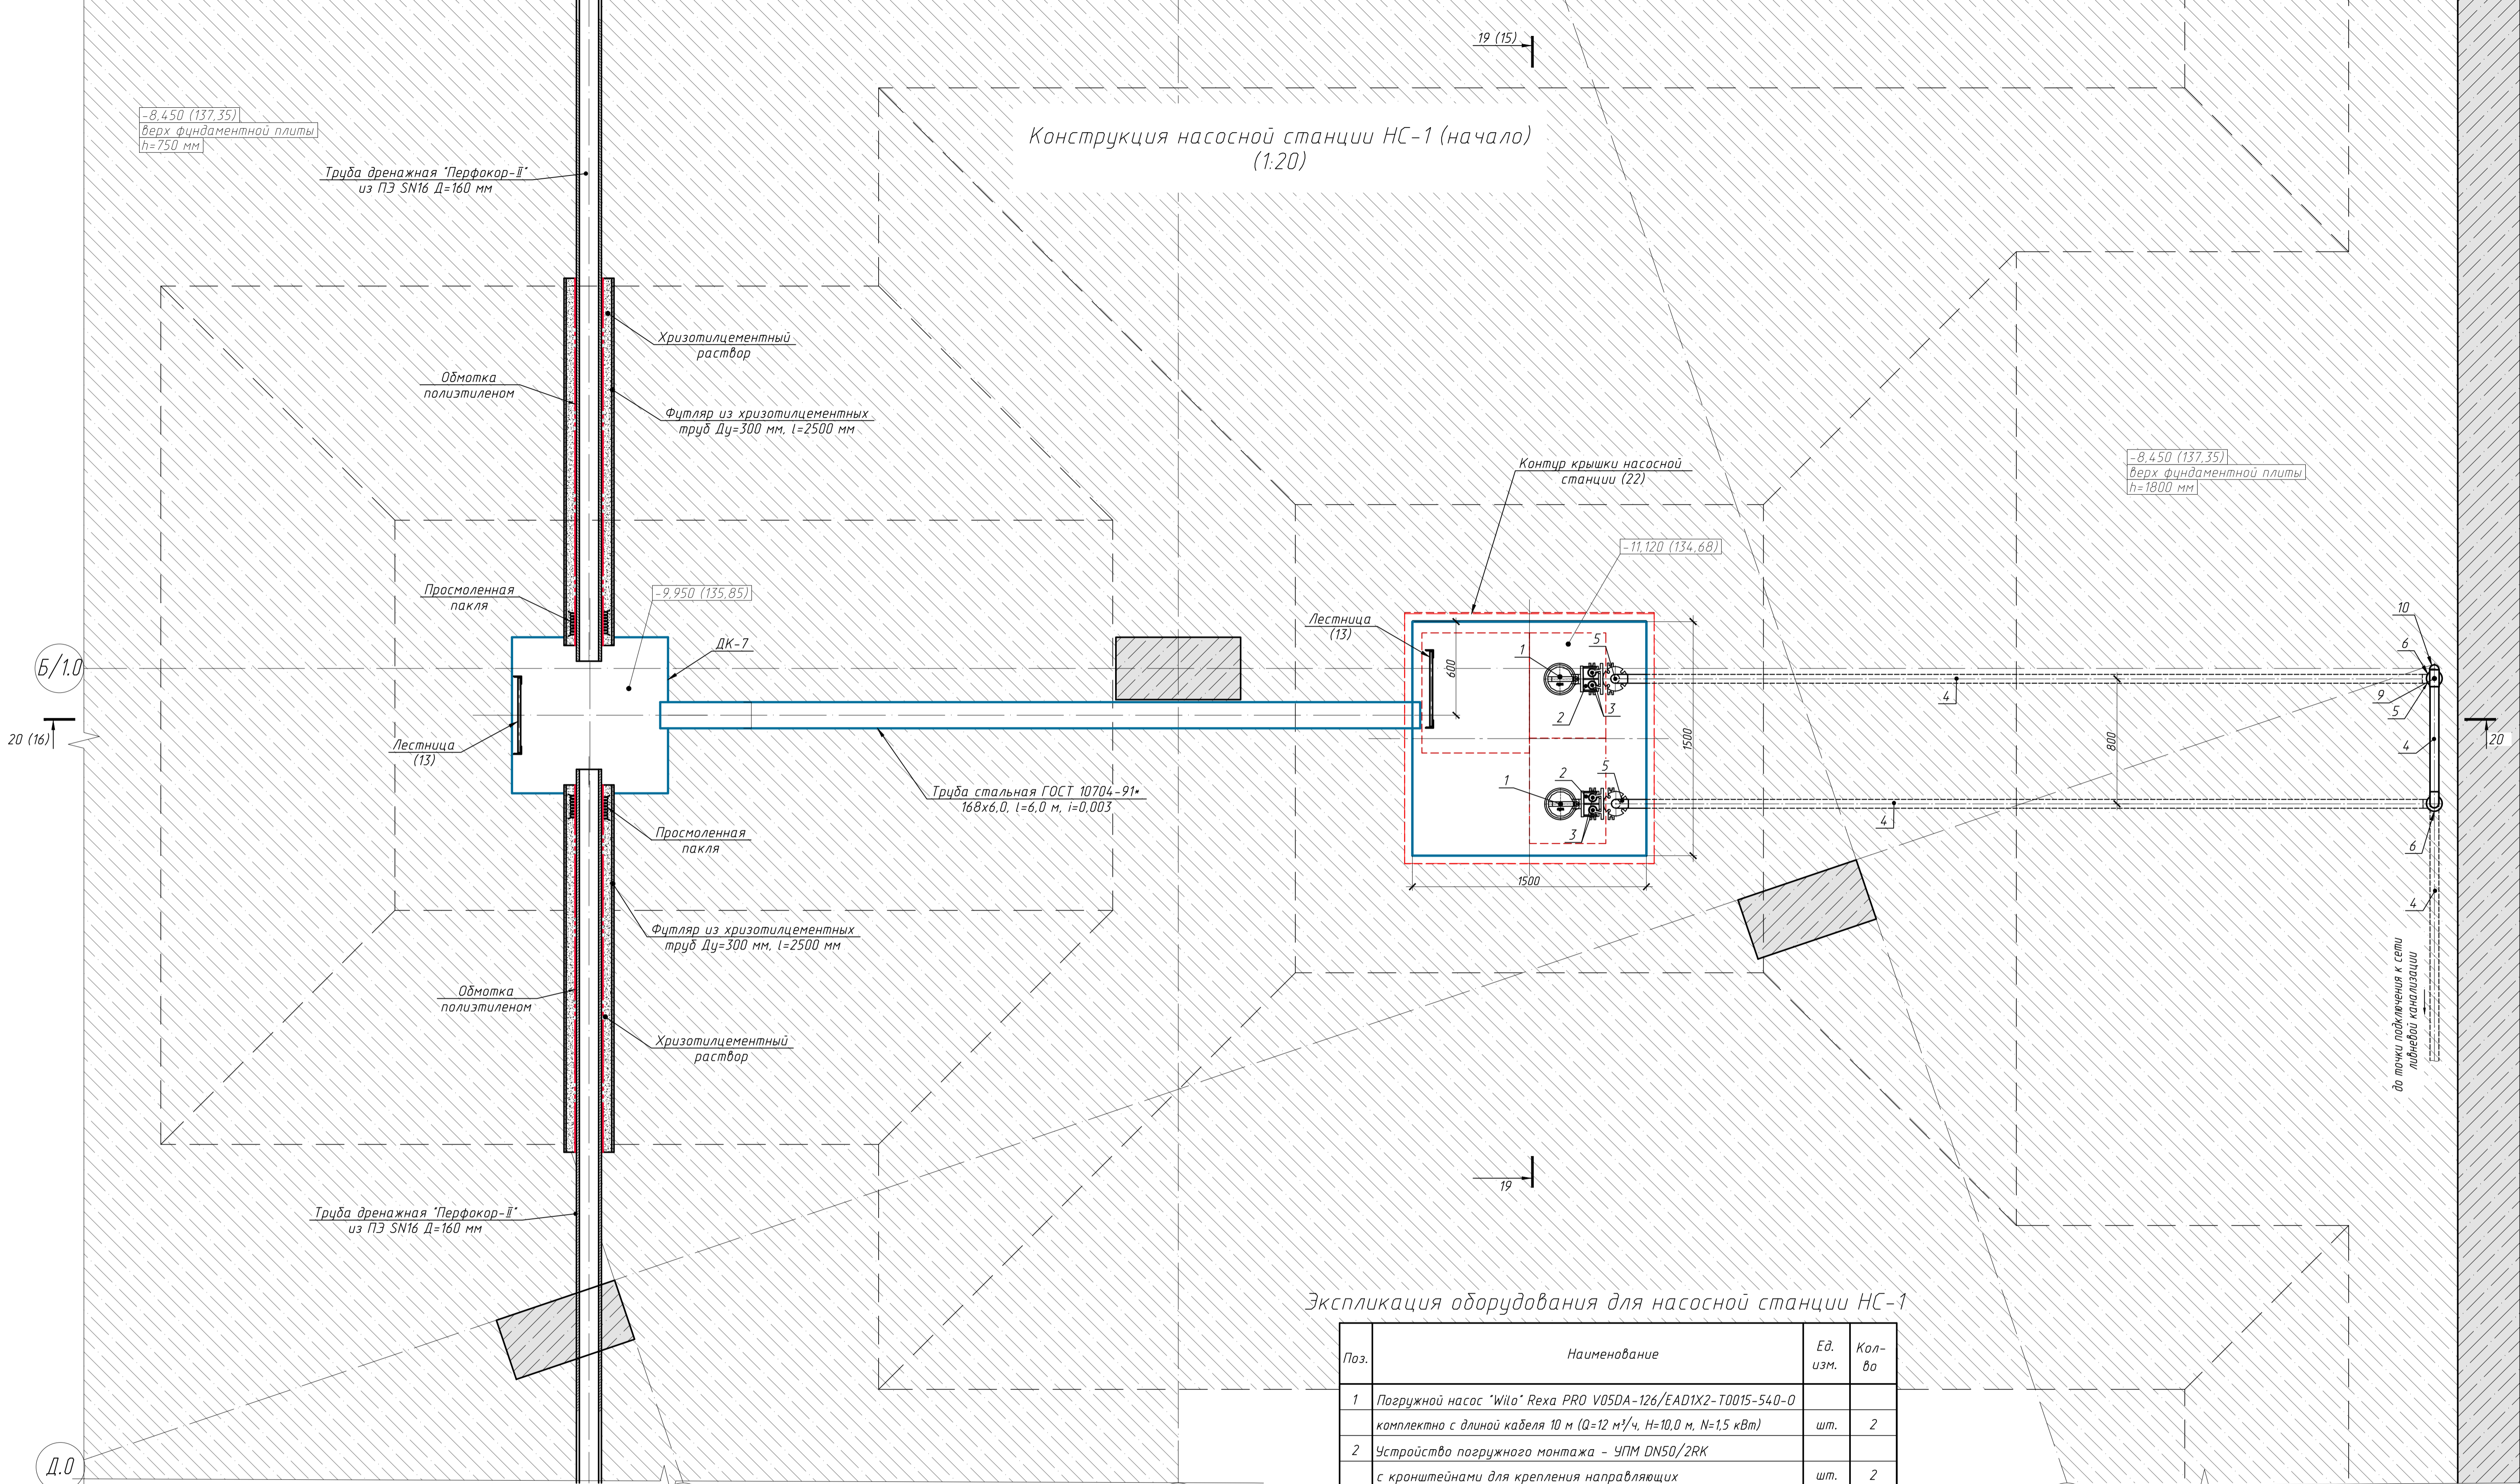 19 (15)
Конструкция насосной станции НС-1 (начало)
(1:20)
-8,450 (137,35)
верх фундаментной плиты
h=750 мм
Труба дренажная "Перфокор-II"
из ПЭ SN16 Д=160 мм
Хризотилцементный
раствор
Обмотка
полиэтиленом
Футляр из хризотилцементных
труб Ду=300 мм, l=2500 мм
Контур крышки насосной
станции (22)
-8,450 (137,35)
верх фундаментной плиты
h=1800 мм
-11,120 (134,68)
Просмоленная
пакля
-9,950 (135,85)
Лестница
(13)
ДК-7
Б/1.0
20 (16)
Лестница
(13)
600
1
5
2
3
4
10
6
9
5
4
20
1500
800
Труба стальная ГОСТ 10704-91*
168х6,0, l=6,0 м, i=0,003
1
2
5
3
4
6
4
Просмоленная
пакля
1500
Футляр из хризотилцементных
труб Ду=300 мм, l=2500 мм
Обмотка
полиэтиленом
до точки подключения к сети
ливневой канализации
Хризотилцементный
раствор
19
Труба дренажная "Перфокор-II"
из ПЭ SN16 Д=160 мм
Экспликация оборудования для насосной станции НС-1
Поз. Наименование Ед. изм. Кол-во
1 Погружной насос "Wilo" Rexa PRO V05DA-126/EAD1X2-T0015-540-O
комплектно с длиной кабеля 10 м (Q=12 м³/ч, H=10,0 м, N=1,5 кВт) шт. 2
2 Устройство погружного монтажа - УПМ DN50/2RK
с кронштейнами для крепления направляющих шт. 2
Д.0